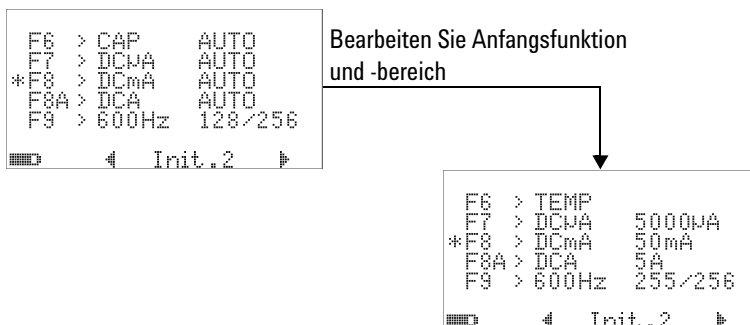 F6 > CAP AUTO
F7 > DCµA AUTO
*F8 > DCmA AUTO
F8A > DCA AUTO
F9 > 600Hz 128/256
Init.2
Bearbeiten Sie Anfangsfunktion
und -bereich
F6 > TEMP
F7 > DCµA 5000µA
*F8 > DCmA 50mA
F8A > DCA 5A
F9 > 600Hz 255/256
Init.2